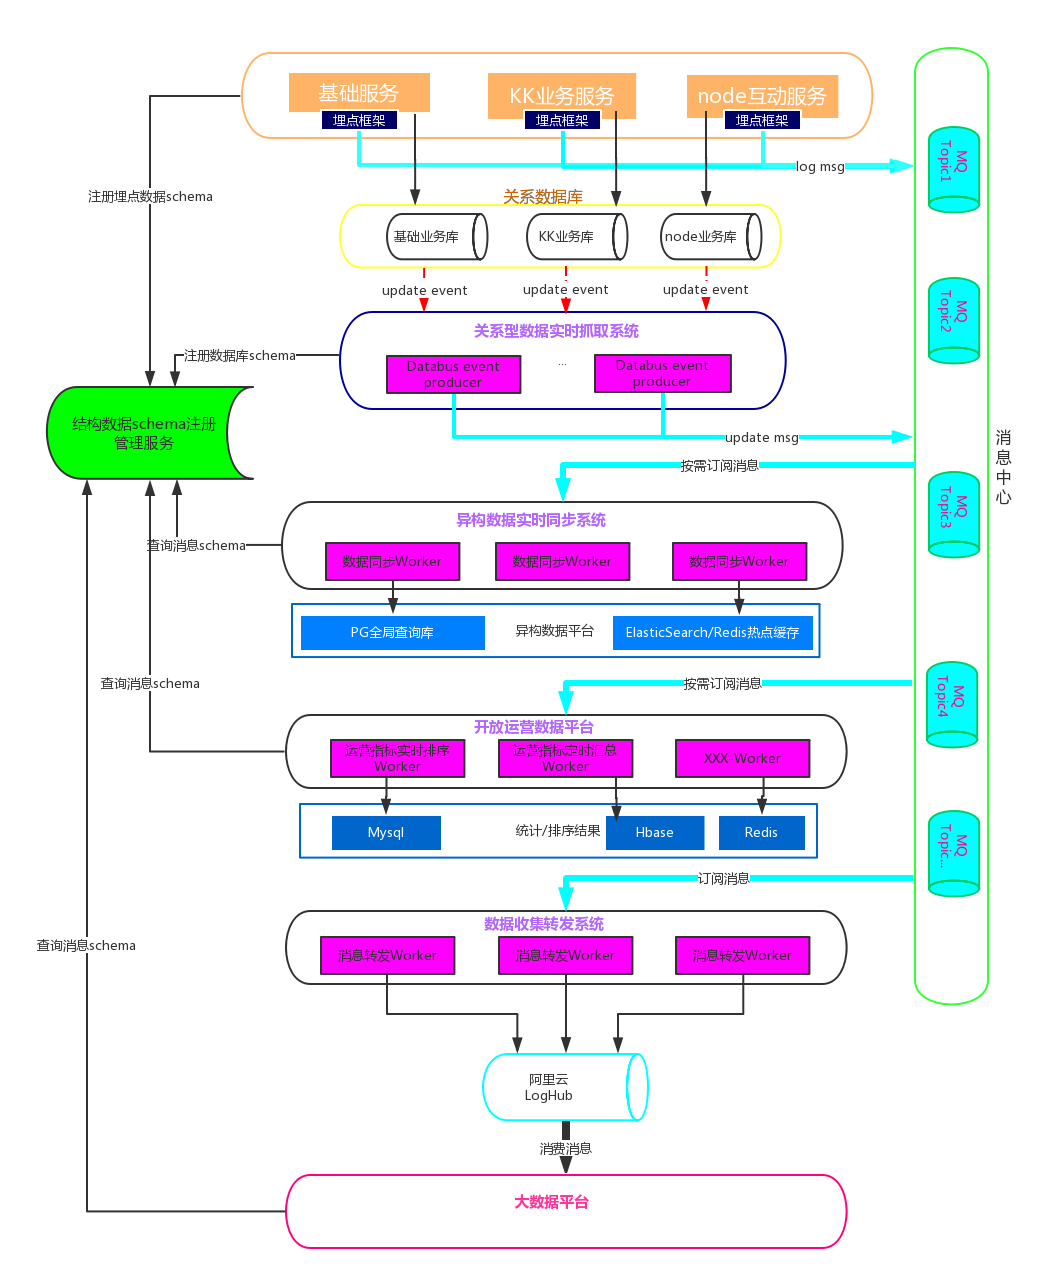 基础服务
KK业务服务
node互动服务
埋点框架
埋点框架
埋点框架
log msg
MQ
Topic1
注册埋点数据schema
关系数据库
基础业务库
KK业务库
node业务库
update event
update event
update event
MQ
Topic2
关系型数据实时抓取系统
注册数据库schema
Databus event
producer
...
Databus event
producer
结构数据schema注册
管理服务
update msg
消
息
中
心
按需订阅消息
MQ
Topic3
异构数据实时同步系统
查询消息schema
数据同步Worker
数据同步Worker
数据同步Worker
PG全局查询库
异构数据平台
ElasticSearch/Redis热点缓存
查询消息schema
按需订阅消息
MQ
Topic4
开放运营数据平台
运营指标实时排序
Worker
运营指标定时汇总
Worker
XXX-Worker
Mysql
统计/排序结果
Hbase
Redis
MQ
Topic...
订阅消息
数据收集转发系统
查询消息schema
消息转发Worker
消息转发Worker
消息转发Worker
阿里云
LogHub
消费消息
大数据平台